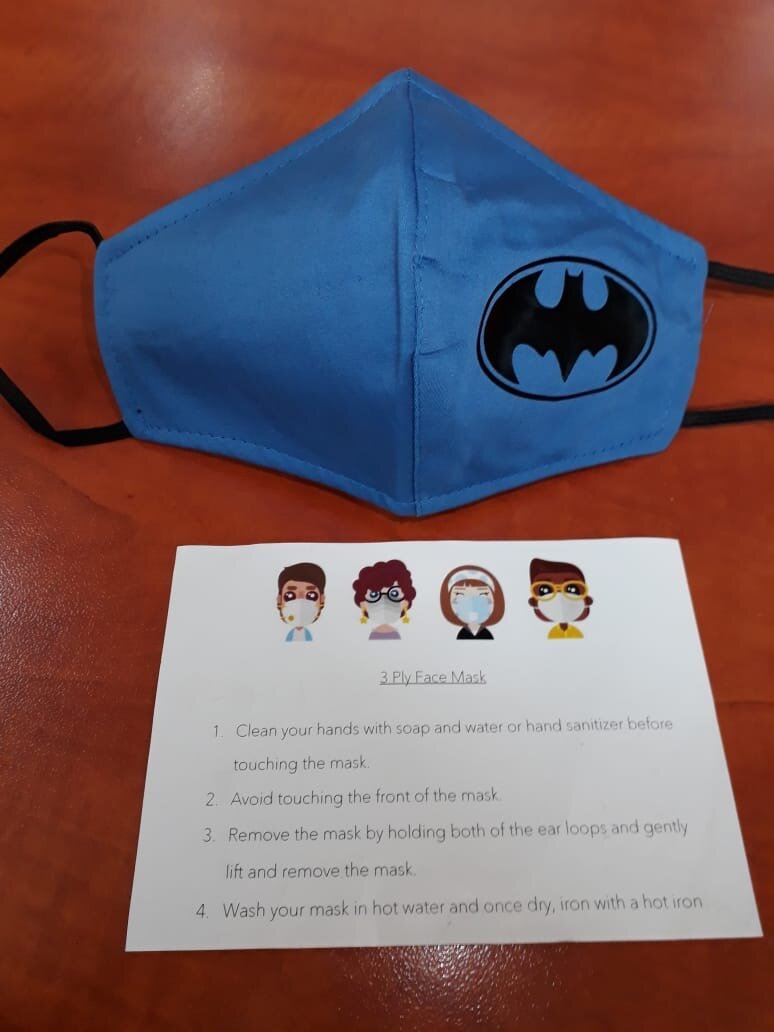 3 Ply Face Mask
1. Clean your hands with soap and water or hand sanitizer before
touching the mask.
2. Avoid touching the front of the mask.
3. Remove the mask by holding both of the ear loops and gently
lift and remove the mask.
4. Wash your mask in hot water and once dry, iron with a hot iron